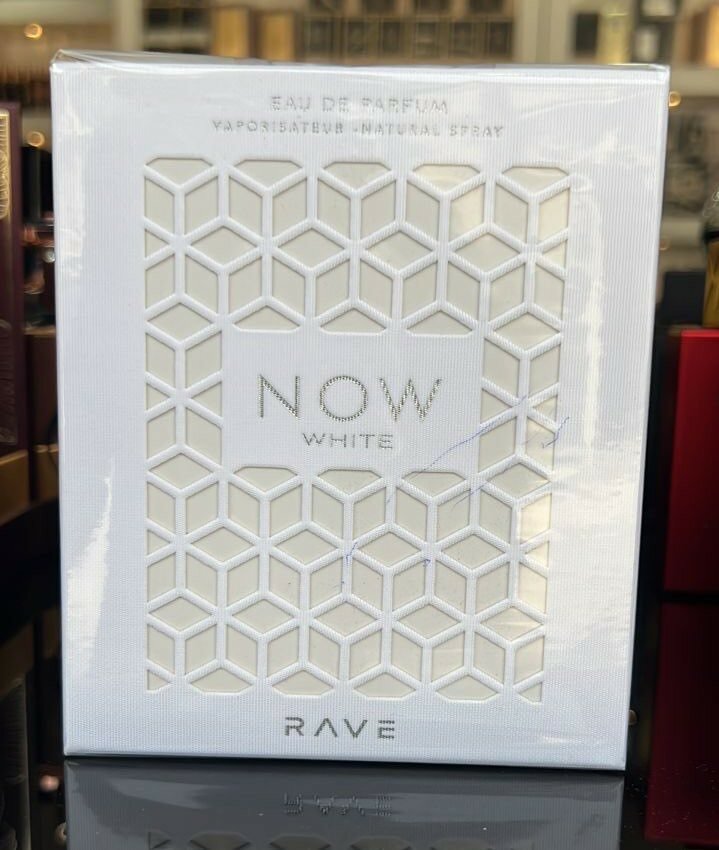 EAU DE PARFUM
VAPORISATEUR - NATURAL SPRAY
NOW
WHITE
RAVE